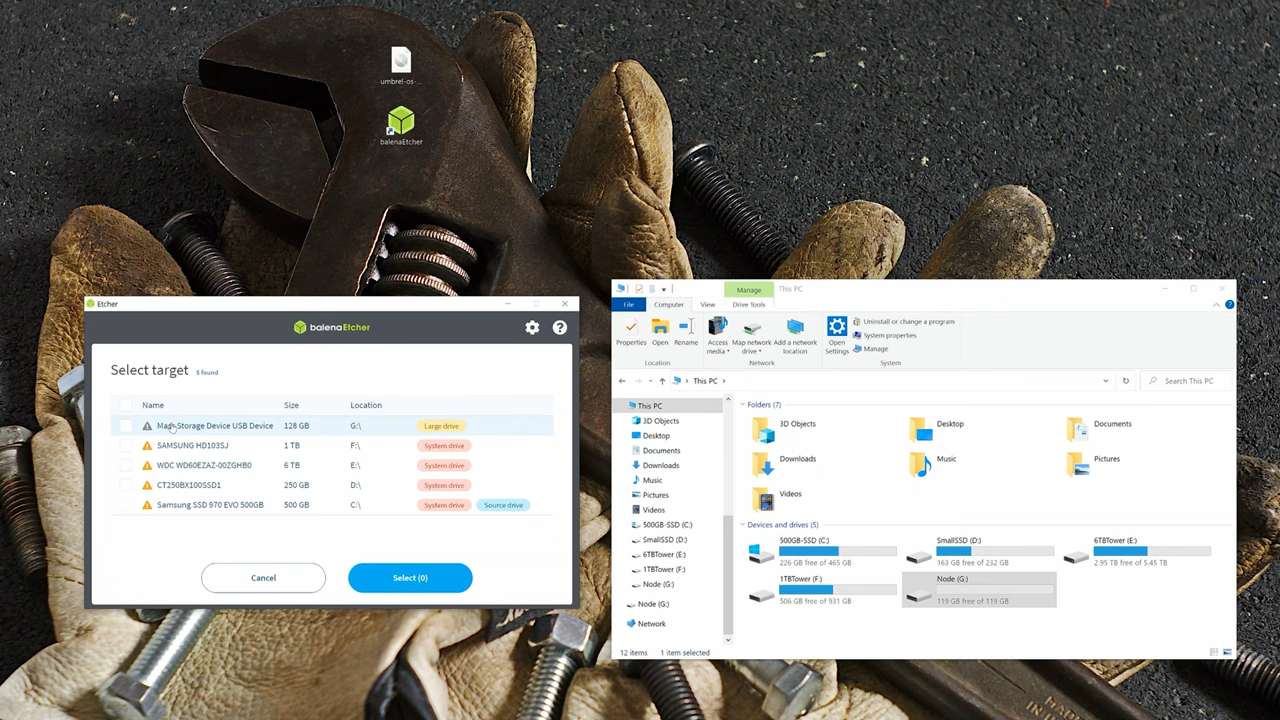 umbrel-os-...
balenaEtcher
Etcher
balenaEtcher
Select target 5 found
Name Size Location
Storage Device USB Device 128 GB G:\ Large drive
SAMSUNG HD103SJ 1 TB F:\ System drive
WDC WD60EZAZ-00ZGHB0 6 TB E:\ System drive
CT250BX100SSD1 250 GB D:\ System drive
Samsung SSD 970 EVO 500GB 500 GB C:\ System drive Source drive
Cancel Select (0)
Manage This PC
File Computer View Drive Tools
Properties Open Rename
Location
Access media Map network drive Add a network location
Network
Open Settings
Uninstall or change a program
System properties
Manage
System
This PC
Search This PC
This PC
3D Objects
Desktop
Documents
Downloads
Music
Pictures
Videos
500GB-SSD (C:)
SmallSSD (D:)
6TBTower (E:)
1TBTower (F:)
Node (G:)
Node (G:)
Network
Folders (7)
3D Objects Desktop Documents
Downloads Music Pictures
Videos
Devices and drives (5)
500GB-SSD (C:)
226 GB free of 465 GB
SmallSSD (D:)
163 GB free of 232 GB
6TBTower (E:)
2.95 TB free of 5.45 TB
1TBTower (F:)
506 GB free of 931 GB
Node (G:)
119 GB free of 119 GB
12 items 1 item selected